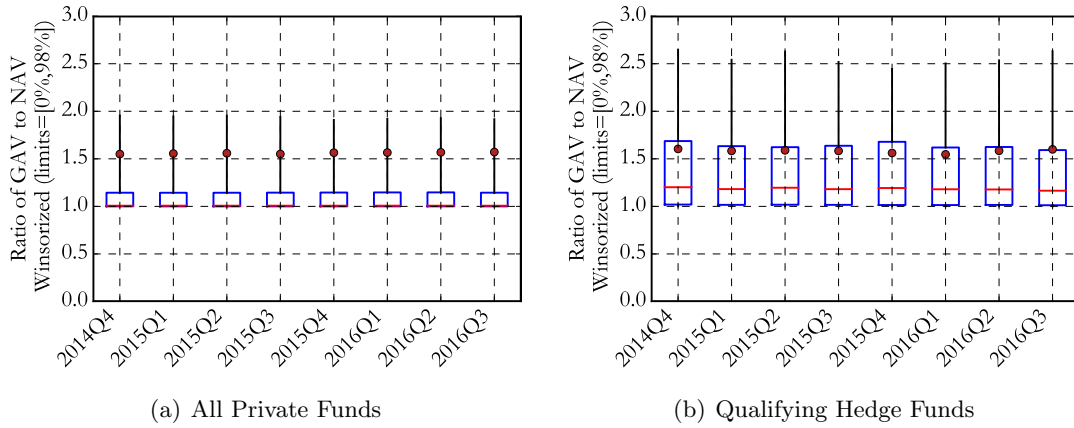 Ratio of GAV to NAV
Winsorized (limits=[0%,98%])
3.0
2.5
2.0
1.5
1.0
0.5
0.0
2014Q4
2015Q1
2015Q2
2015Q3
2015Q4
2016Q1
2016Q2
2016Q3
(a) All Private Funds
Ratio of GAV to NAV
Winsorized (limits=[0%,98%])
3.0
2.5
2.0
1.5
1.0
0.5
0.0
2014Q4
2015Q1
2015Q2
2015Q3
2015Q4
2016Q1
2016Q2
2016Q3
(b) Qualifying Hedge Funds